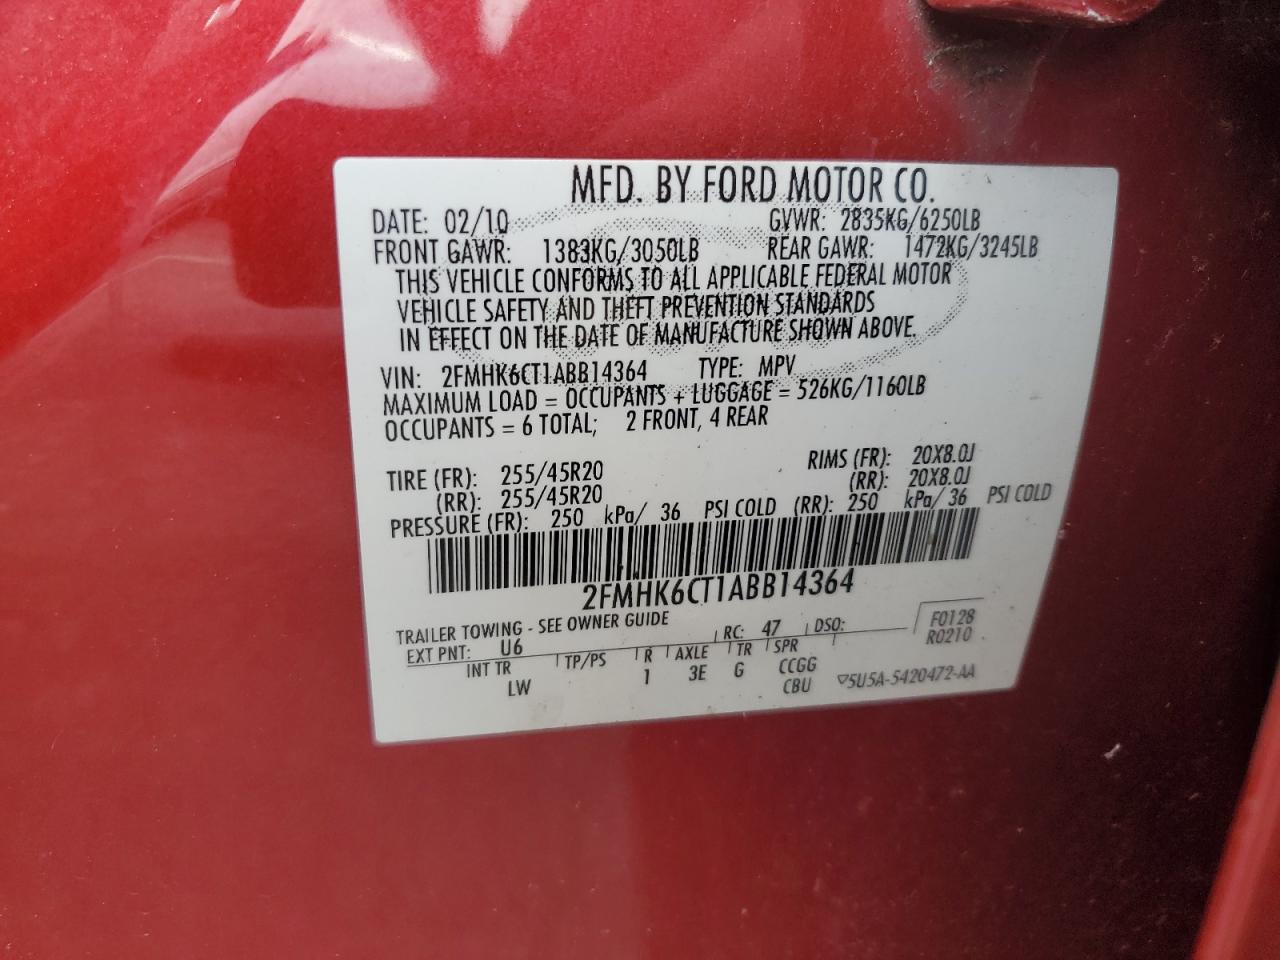 MFD. BY FORD MOTOR CO.
DATE: 02/10 GVWR: 2835KG/6250LB
FRONT GAWR: 1383KG/3050LB REAR GAWR: 1472KG/3245LB
THIS VEHICLE CONFORMS TO ALL APPLICABLE FEDERAL MOTOR
VEHICLE SAFETY AND THEFT PREVENTION STANDARDS
IN EFFECT ON THE DATE OF MANUFACTURE SHOWN ABOVE.
VIN: 2FMHK6CT1ABB14364 TYPE: MPV
MAXIMUM LOAD = OCCUPANTS + LUGGAGE = 526KG/1160LB
OCCUPANTS = 6 TOTAL; 2 FRONT, 4 REAR
TIRE (FR): 255/45R20 RIMS (FR): 20X8.0J
(RR): 255/45R20 (RR): 20X8.0J
PRESSURE (FR): 250 kPa/ 36 PSI COLD (RR): 250 kPa/ 36 PSI COLD
2FMHK6CT1ABB14364
TRAILER TOWING - SEE OWNER GUIDE
EXT PNT: U6 RC: 47 DSO: F0128
R0210
INT TR TP/PS R AXLE TR SPR
LW 1 3E G CCGG
CBU 5U5A-5420472-AA